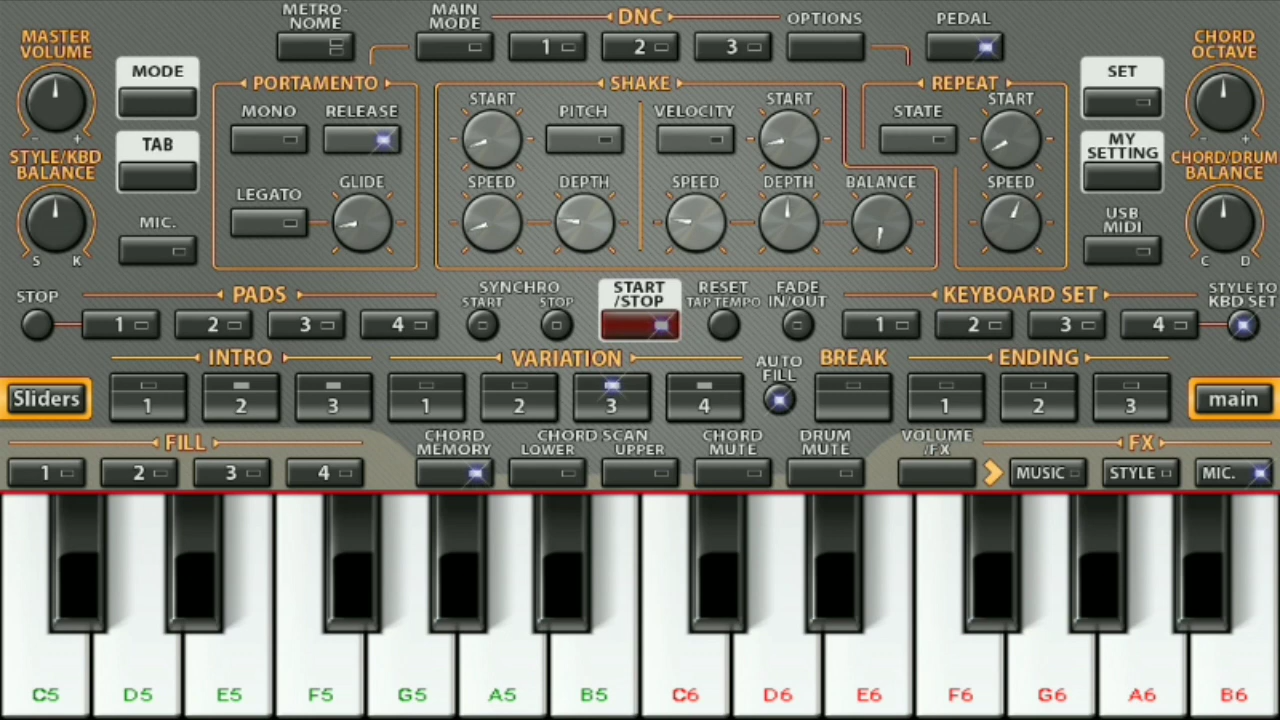 METRO-
NOME
MAIN
MODE
DNC
OPTIONS
PEDAL
1 2 3
MASTER
VOLUME
- +
MODE
TAB
STYLE/KBD
BALANCE
S K
MIC.
PORTAMENTO
MONO RELEASE
LEGATO GLIDE
SHAKE
START PITCH VELOCITY START
SPEED DEPTH SPEED DEPTH BALANCE
REPEAT
STATE START
SPEED
SET
MY
SETTING
USB
MIDI
CHORD
OCTAVE
- +
CHORD/DRUM
BALANCE
C D
STOP
PADS
1 2 3 4
SYNCHRO
START STOP
START
/STOP
RESET
TAP TEMPO
FADE
IN/OUT
KEYBOARD SET
1 2 3 4
STYLE TO
KBD SET
Sliders
INTRO
1 2 3
VARIATION
1 2 3 4
AUTO
FILL
BREAK
ENDING
1 2 3
main
FILL
1 2 3 4
CHORD
MEMORY
CHORD SCAN
LOWER UPPER
CHORD
MUTE
DRUM
MUTE
VOLUME
/FX
FX
MUSIC STYLE MIC.
C5 D5 E5 F5 G5 A5 B5 C6 D6 E6 F6 G6 A6 B6